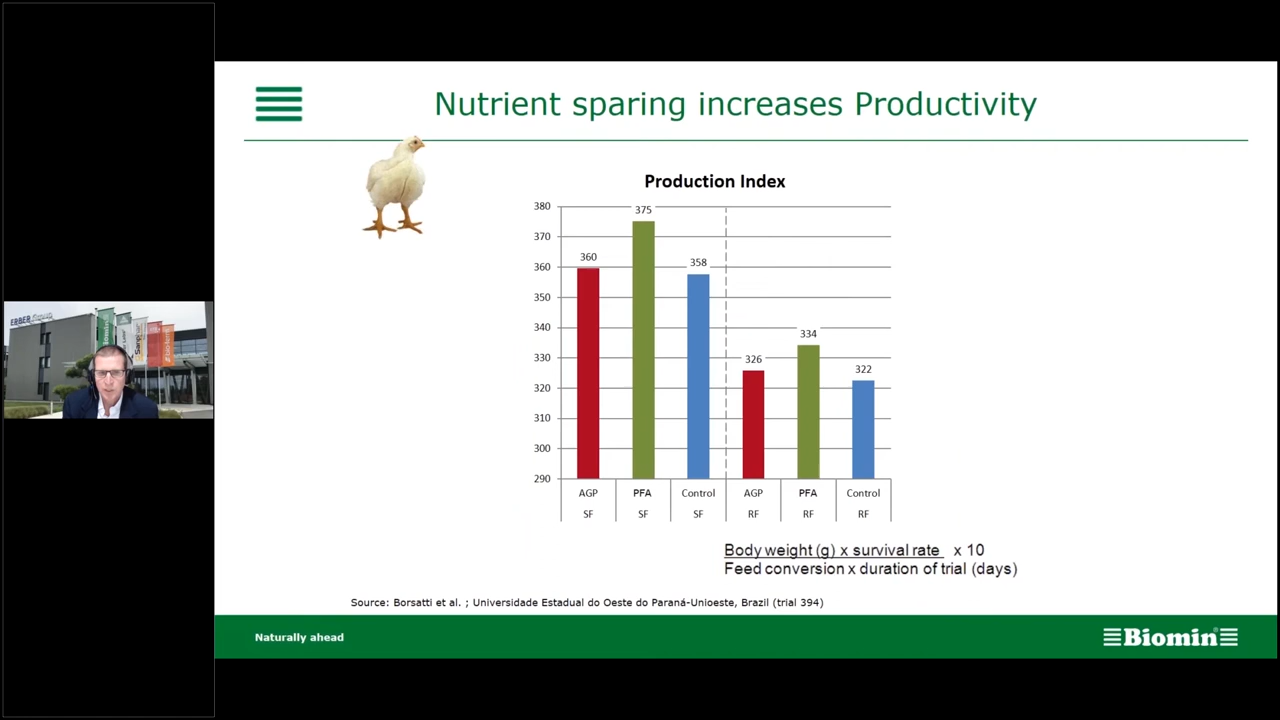 Nutrient sparing increases Productivity
Production Index
380
370
360
350
340
330
320
310
300
290
360
375
358
326
334
322
AGP PFA Control AGP PFA Control
SF SF SF RF RF RF
Body weight (g) x survival rate x 10
Feed conversion x duration of trial (days)
Source: Borsatti et al. ; Universidade Estadual do Oeste do Paraná-Unioeste, Brazil (trial 394)
Naturally ahead
Biomin®
ERBER
Biomin